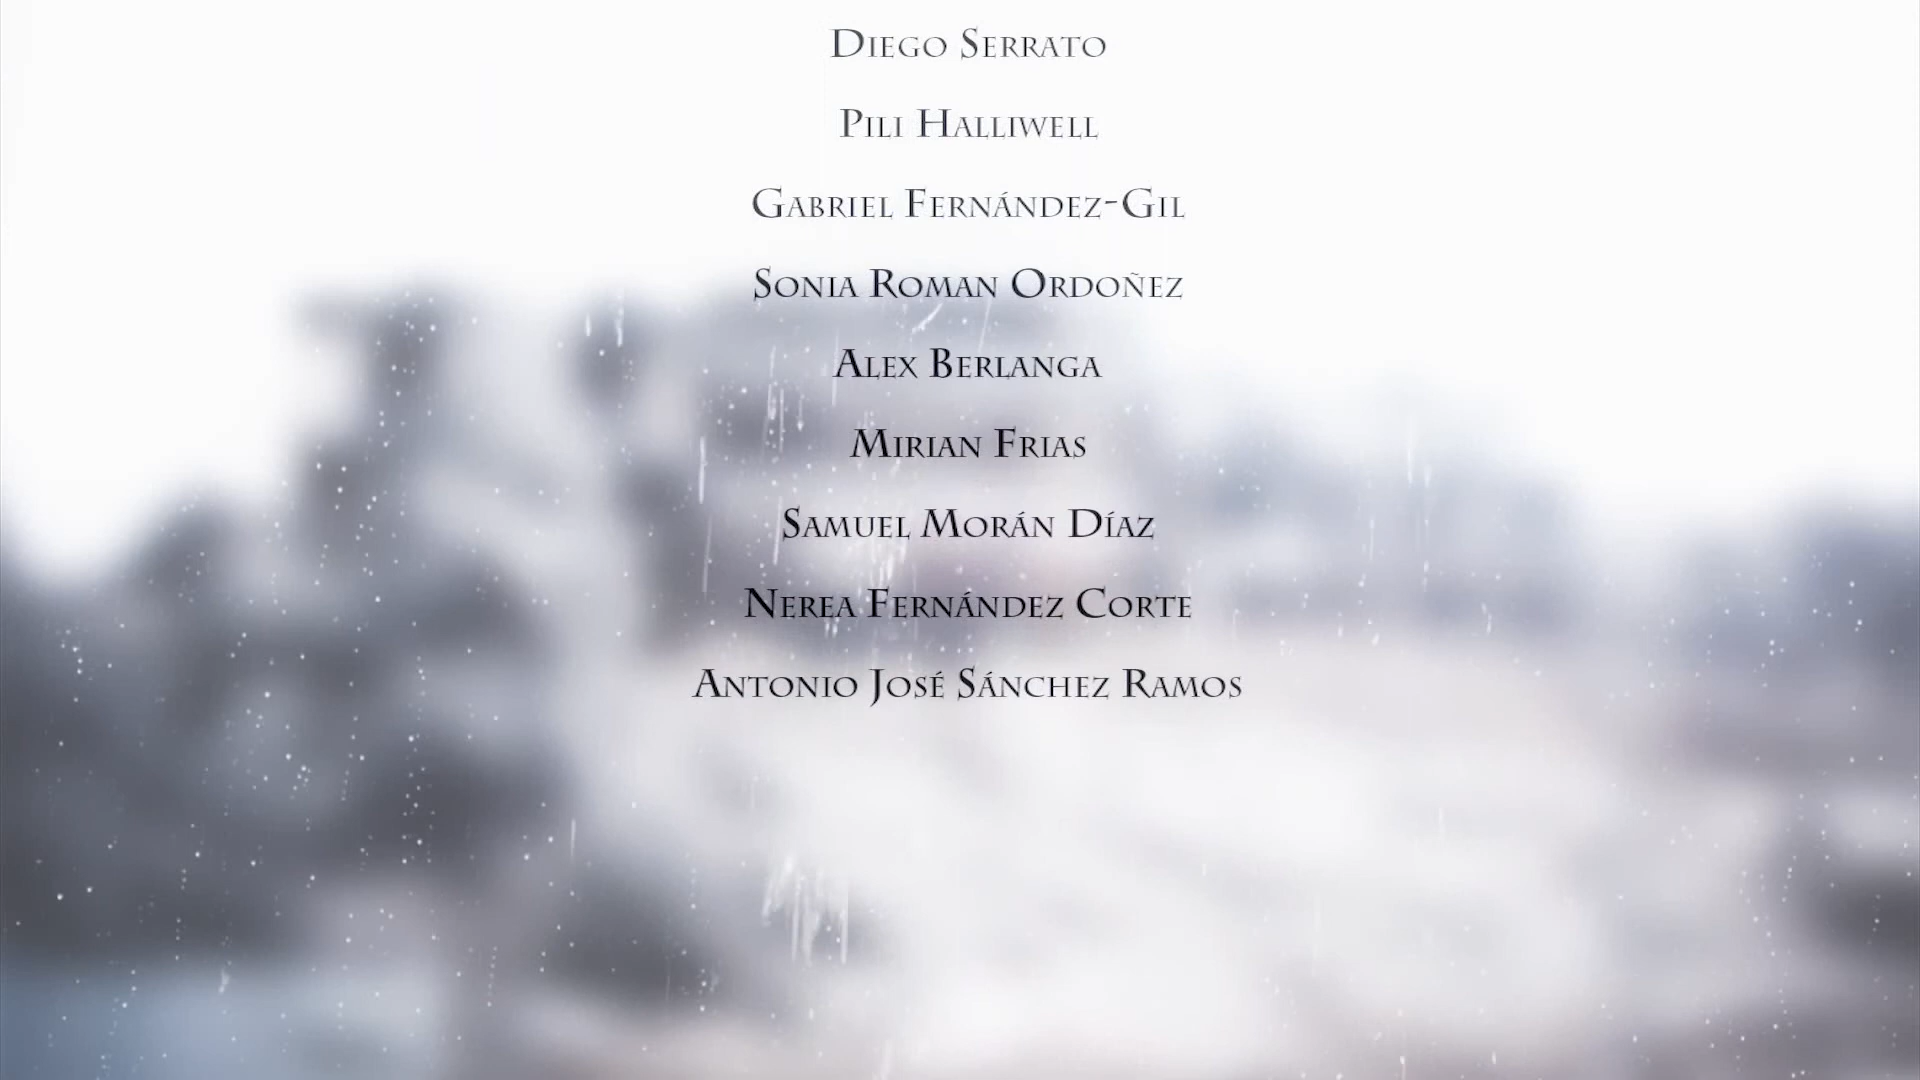 Diego Serrato
Pili Halliwell
Gabriel Fernández-Gil
Sonia Roman Ordoñez
Alex Berlanga
Mirian Frias
Samuel Morán Díaz
Nerea Fernández Corte
Antonio José Sánchez Ramos